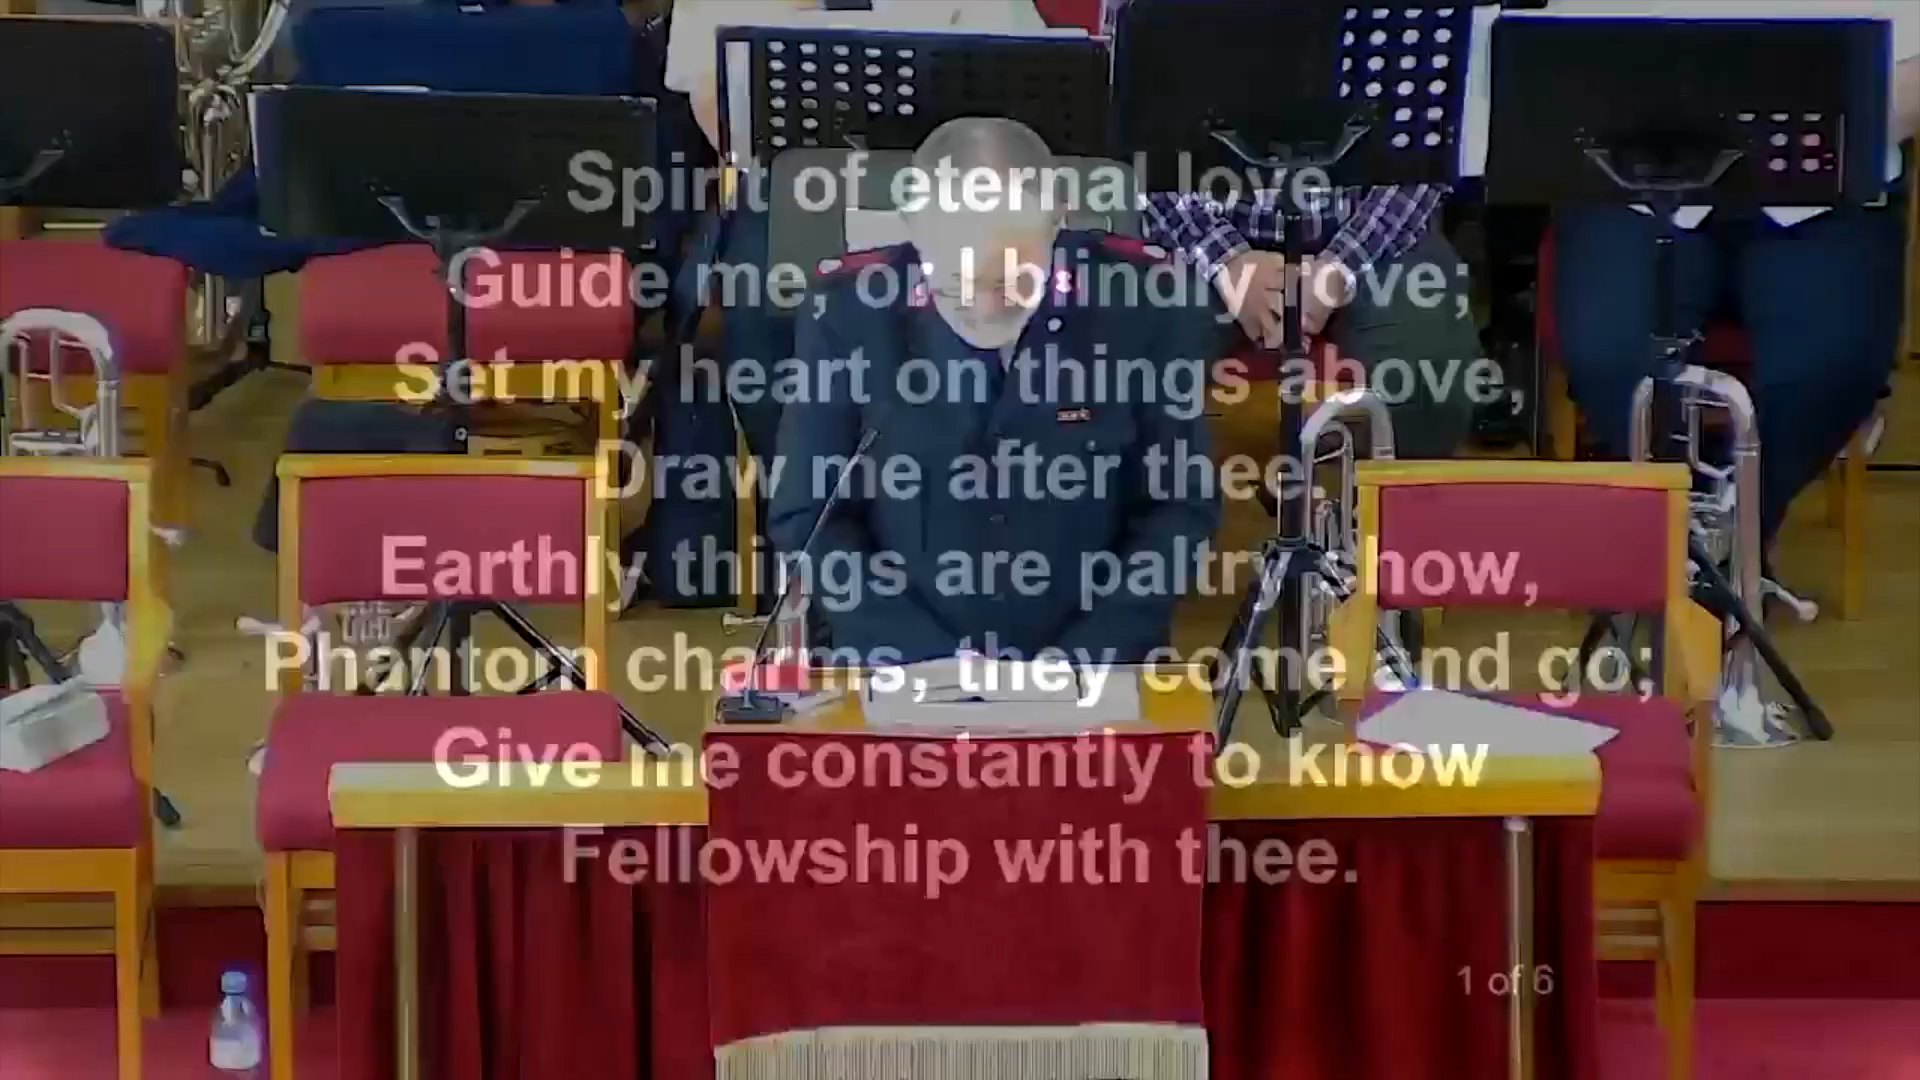 Spirit of eternal love,
Guide me, or I blindly rove;
Set my heart on things above,
Draw me after thee.
Earthly things are paltry show,
Phantom charms, they come and go;
Give me constantly to know
Fellowship with thee.
1 of 6